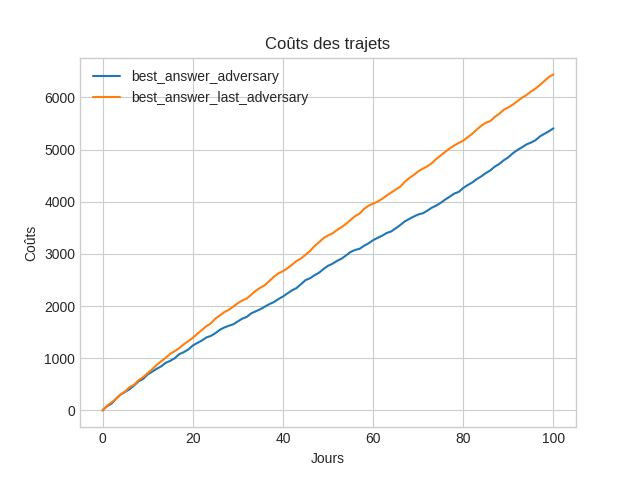 Coûts des trajets
best_answer_adversary
best_answer_last_adversary
Coûts
6000
5000
4000
3000
2000
1000
0
0 20 40 60 80 100
Jours